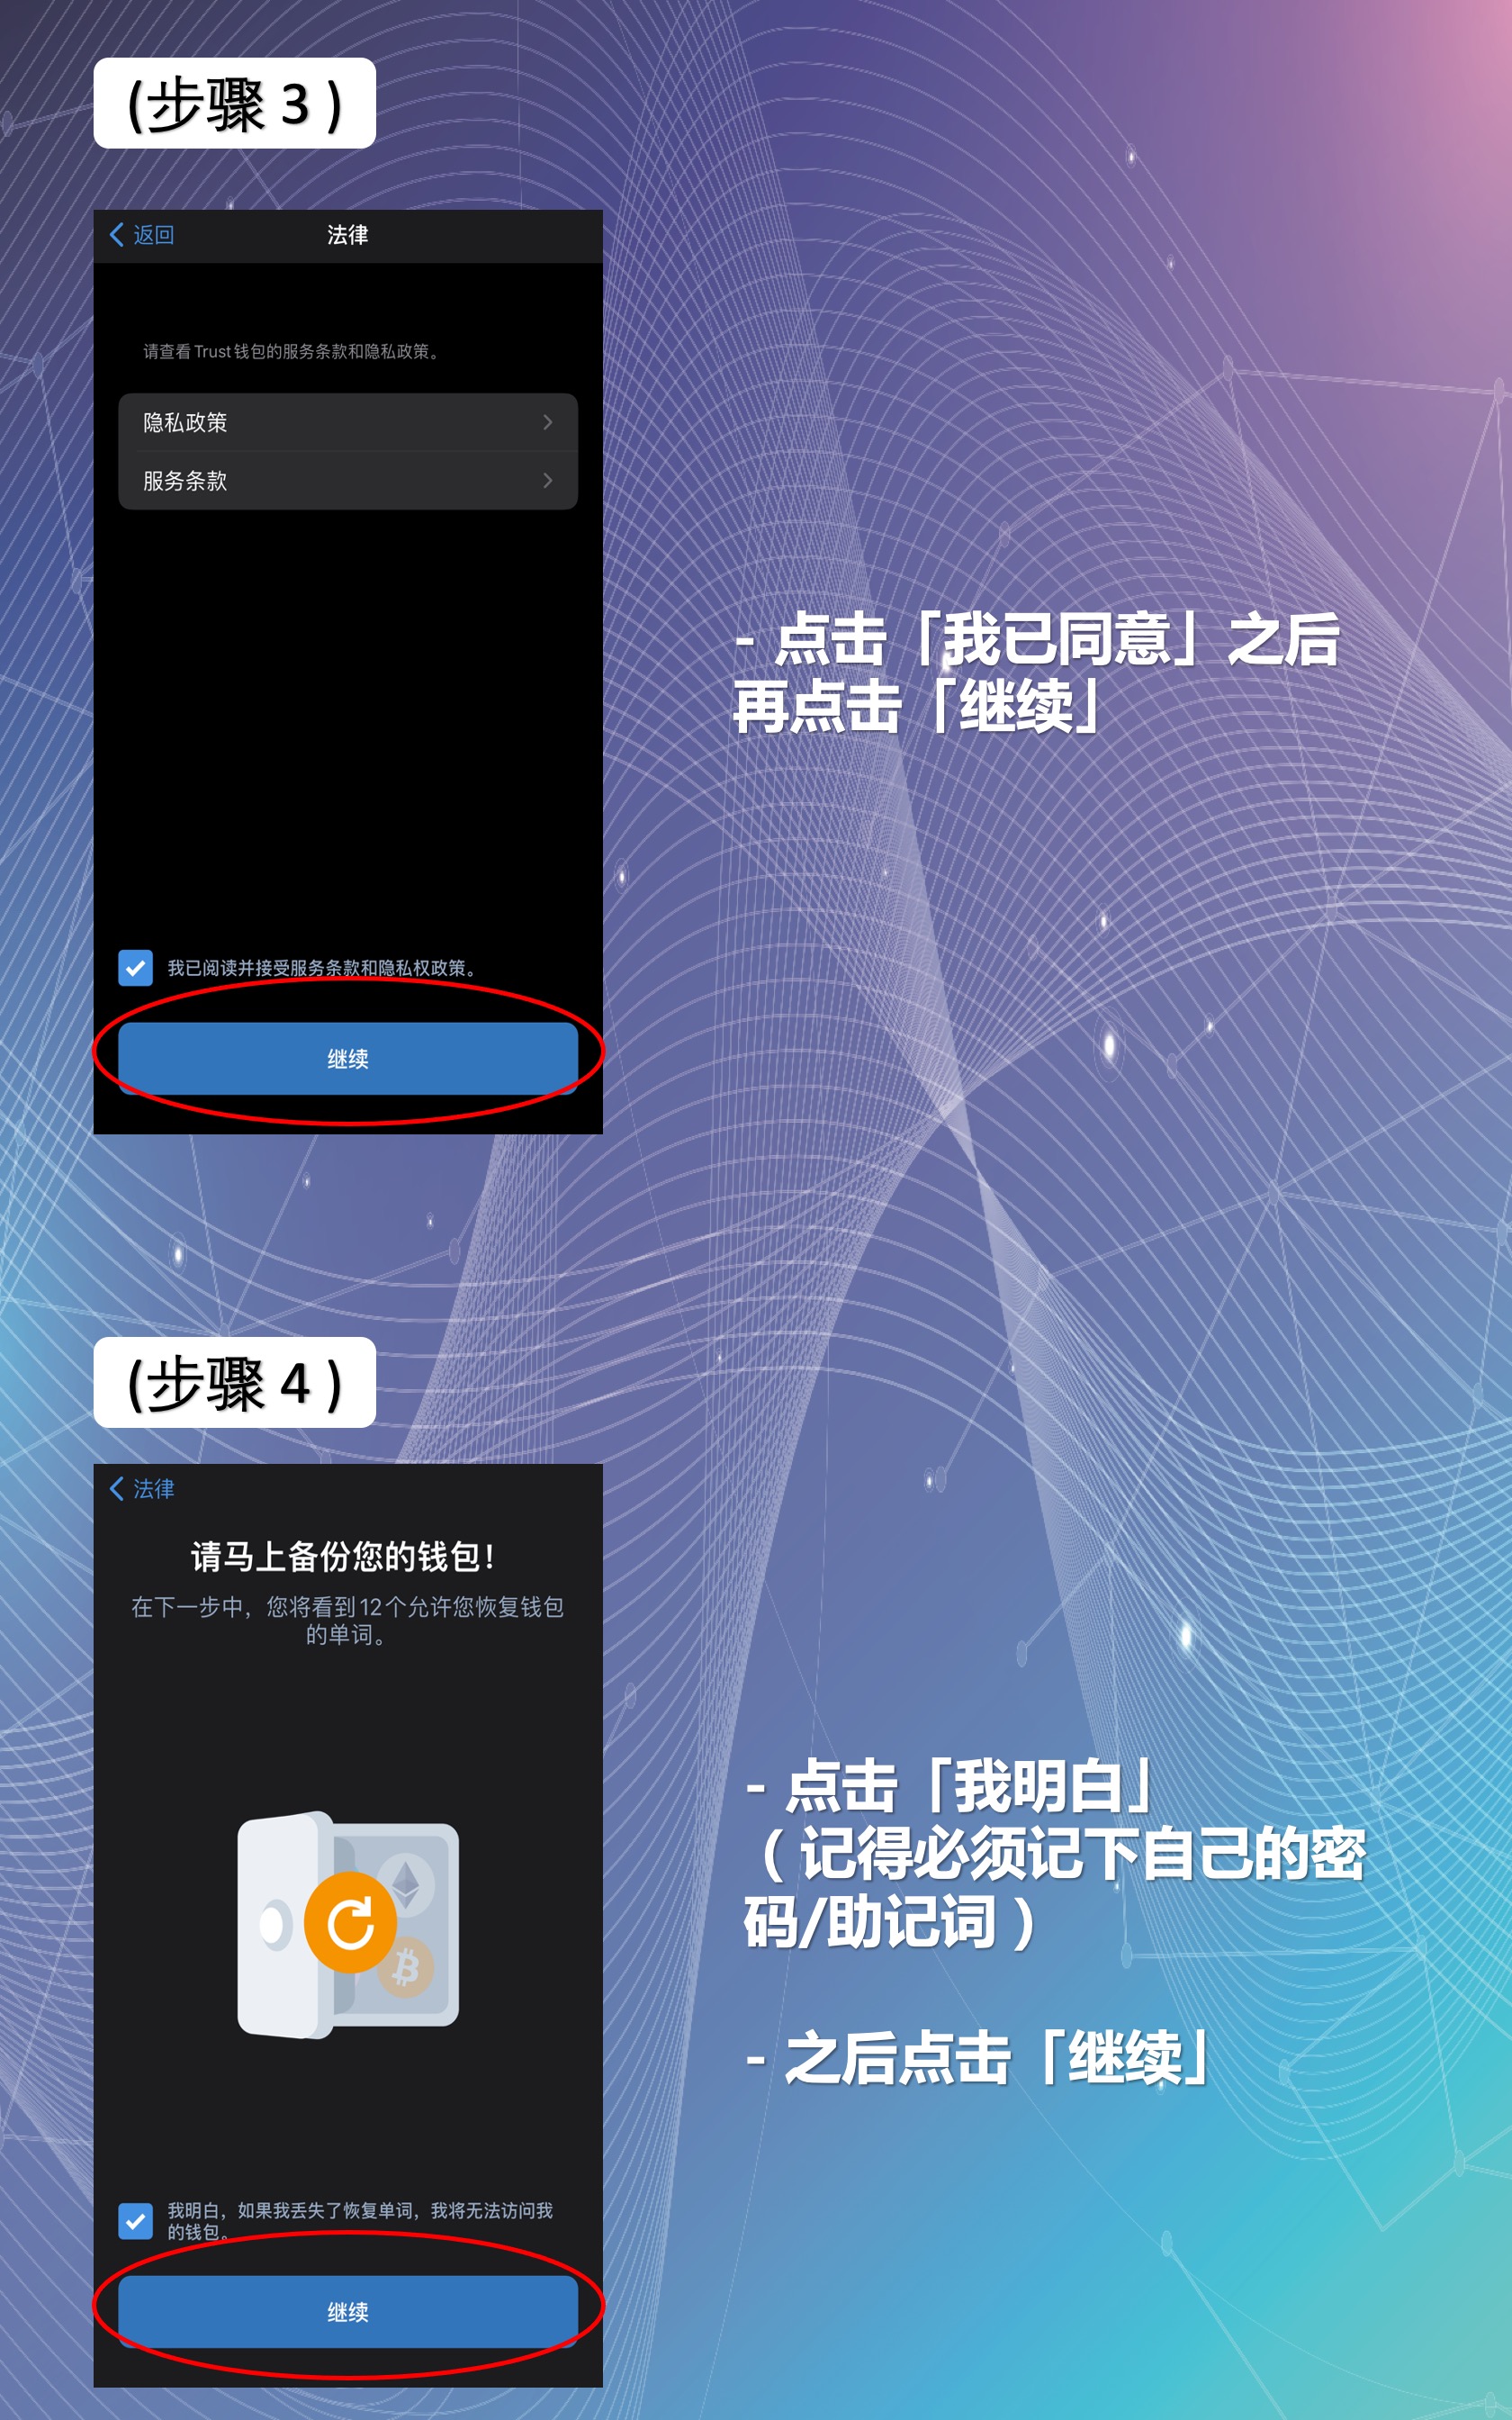 (步骤 3 )
返回
法律
请查看 Trust 钱包的服务条款和隐私政策。
隐私政策
服务条款
我已阅读并接受服务条款和隐私权政策。
继续
- 点击「我已同意」之后
再点击「继续」
(步骤 4 )
法律
请马上备份您的钱包！
在下一步中，您将看到 12 个允许您恢复钱包
的单词。
我明白，如果我丢失了恢复单词，我将无法访问我
的钱包。
继续
- 点击「我明白」
（ 记得必须记下自己的密
码/助记词 ）
- 之后点击「继续」